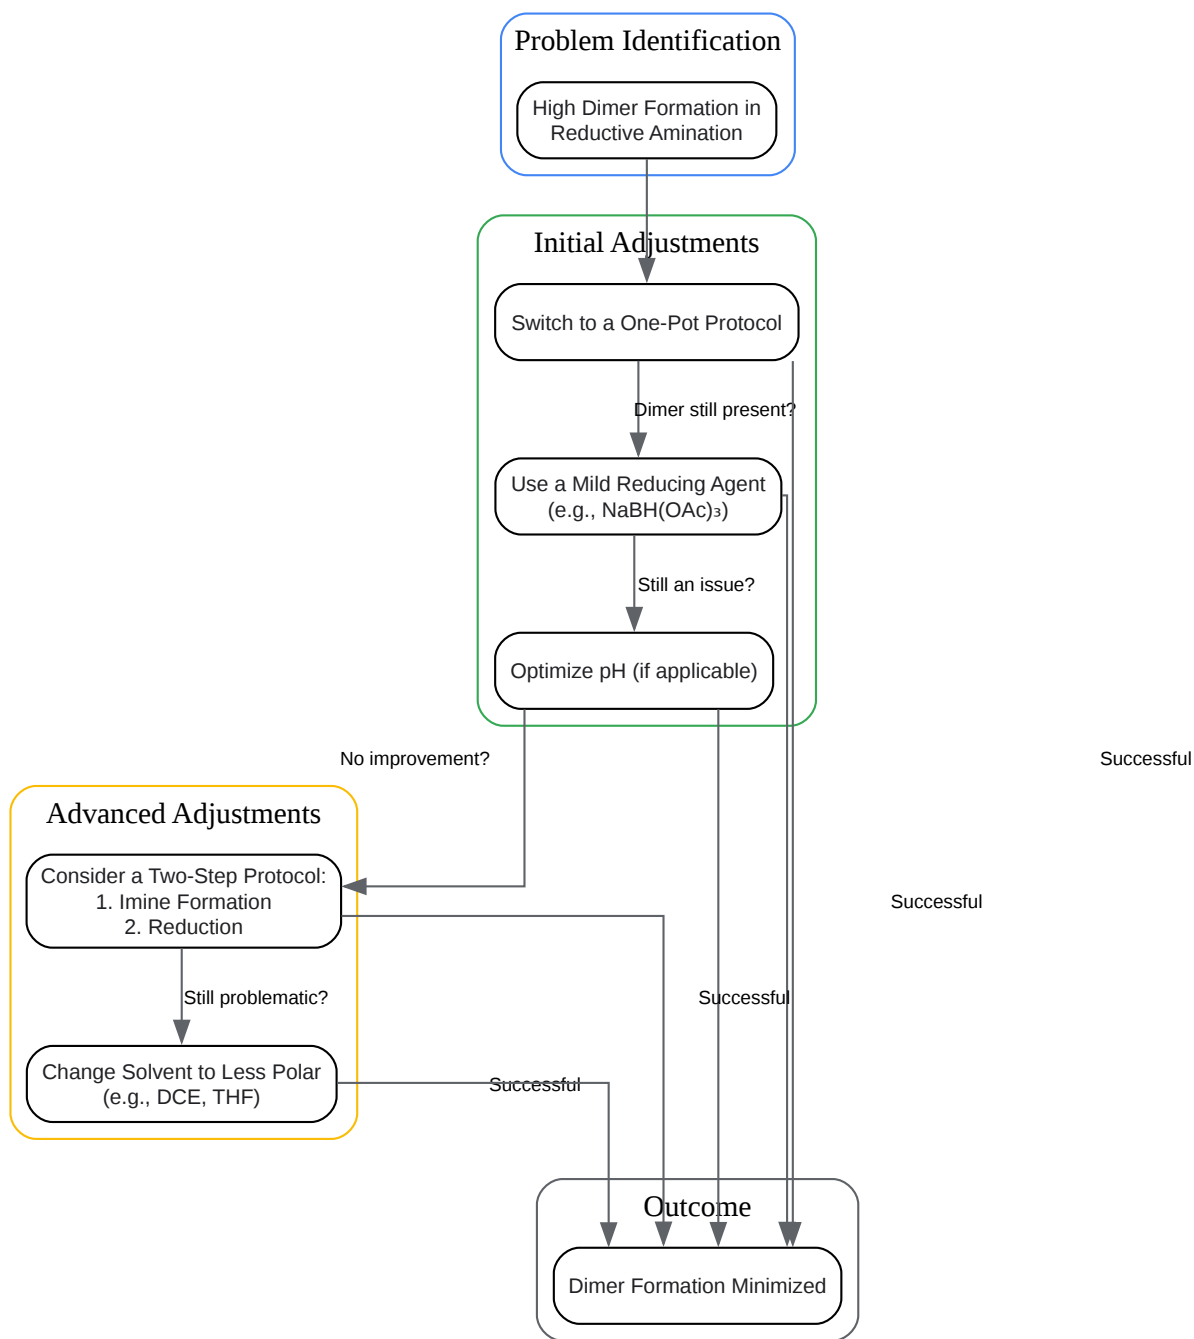 Problem Identification
High Dimer Formation in
Reductive Amination
Initial Adjustments
Switch to a One-Pot Protocol
Dimer still present?
Use a Mild Reducing Agent
(e.g., NaBH(OAc)₃)
Still an issue?
Optimize pH (if applicable)
No improvement?
Successful
Advanced Adjustments
Consider a Two-Step Protocol:
1. Imine Formation
2. Reduction
Successful
Still problematic?
Successful
Change Solvent to Less Polar
(e.g., DCE, THF)
Successful
Outcome
Dimer Formation Minimized